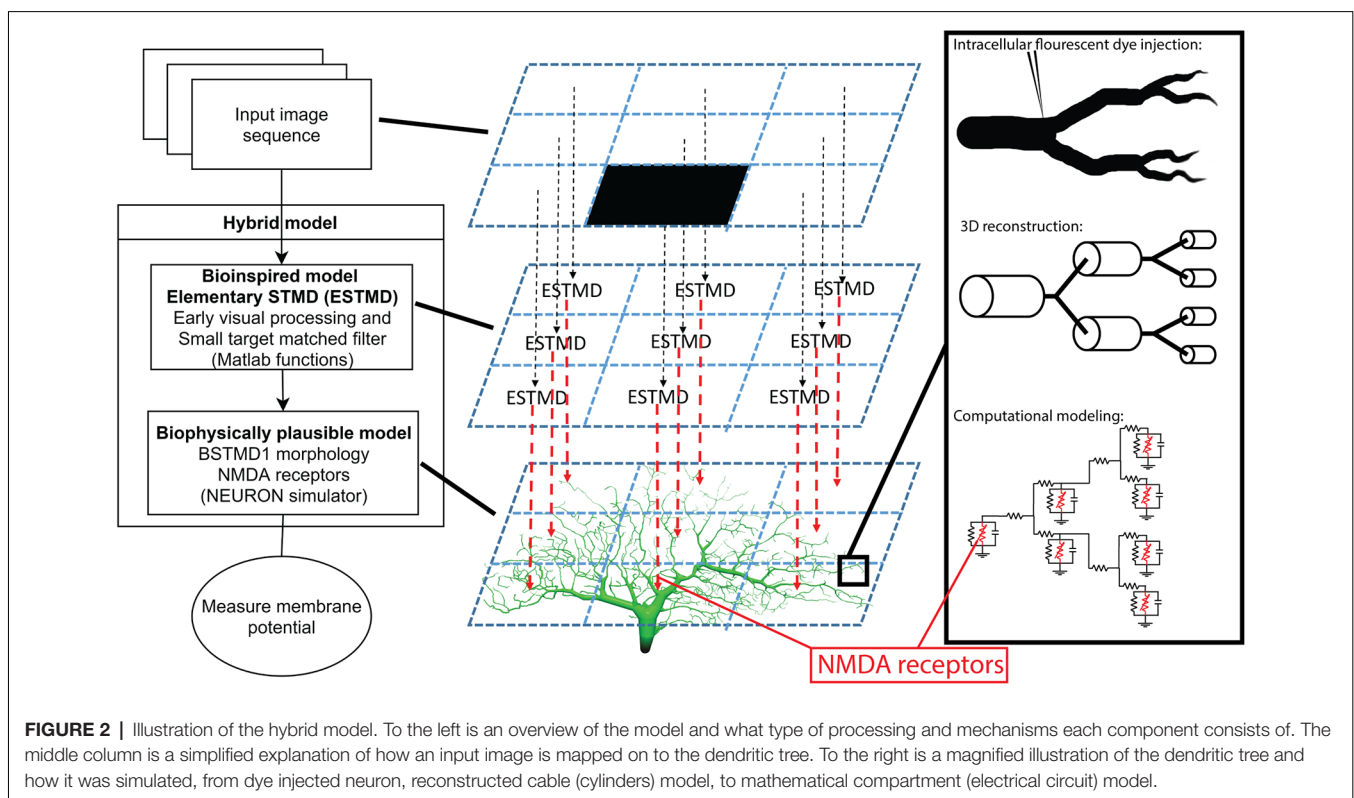 Input image
sequence
Hybrid model
Bioinspired model
Elementary STMD (ESTMD)
Early visual processing and
Small target matched filter
(Matlab functions)
Biophysically plausible model
BSTMD1 morphology
NMDA receptors
(NEURON simulator)
Measure membrane
potential
ESTMD ESTMD ESTMD
ESTMD ESTMD ESTMD
ESTMD ESTMD ESTMD
NMDA receptors
Intracellular flourescent dye injection:
3D reconstruction:
Computational modeling:
FIGURE 2 | Illustration of the hybrid model. To the left is an overview of the model and what type of processing and mechanisms each component consists of. The
middle column is a simplified explanation of how an input image is mapped on to the dendritic tree. To the right is a magnified illustration of the dendritic tree and
how it was simulated, from dye injected neuron, reconstructed cable (cylinders) model, to mathematical compartment (electrical circuit) model.